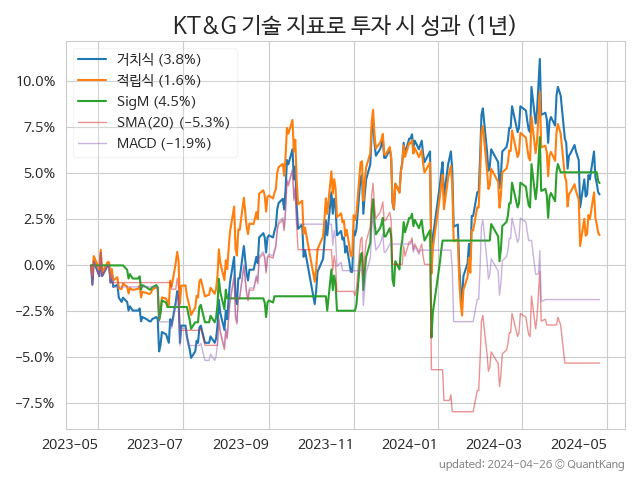 KT&G 기술 지표로 투자 시 성과 (1년)
거치식 (3.8%)
적립식 (1.6%)
SigM (4.5%)
SMA(20) (−5.3%)
MACD (−1.9%)
10.0%
7.5%
5.0%
2.5%
0.0%
−2.5%
−5.0%
−7.5%
2023-05 2023-07 2023-09 2023-11 2024-01 2024-03 2024-05
updated: 2024-04-26 © QuantKang